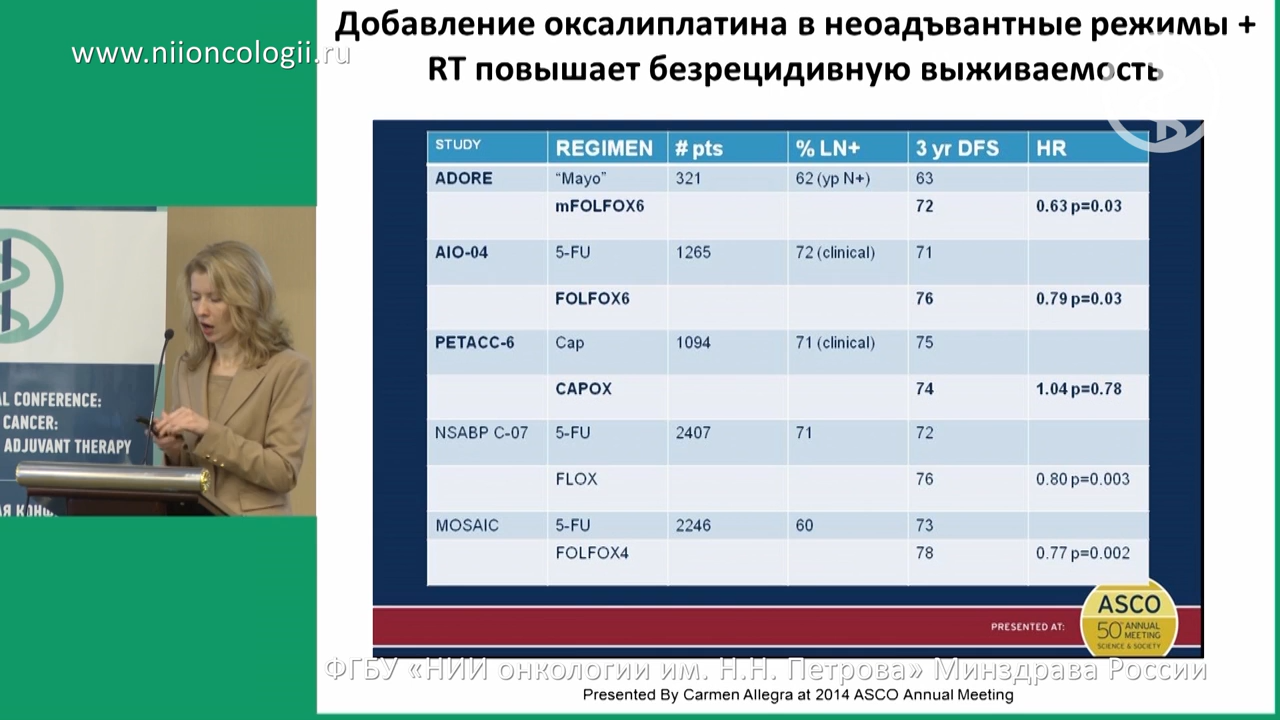 Добавление оксалиплатина в неоадъвантные режимы +
RT повышает безрецидивную выживаемость
www.niioncologii.ru
STUDY REGIMEN # pts % LN+ 3 yr DFS HR
ADORE "Mayo" 321 62 (yp N+) 63
mFOLFOX6 72 0.63 p=0.03
AIO-04 5-FU 1265 72 (clinical) 71
FOLFOX6 76 0.79 p=0.03
PETACC-6 Cap 1094 71 (clinical) 75
CAPOX 74 1.04 p=0.78
NSABP C-07 5-FU 2407 71 72
FLOX 76 0.80 p=0.003
MOSAIC 5-FU 2246 60 73
FOLFOX4 78 0.77 p=0.002
PRESENTED AT:
ASCO
50 ANNUAL
MEETING
SCIENCE & SOCIETY
ФГБУ «НИИ онкологии им. Н.Н. Петрова» Минздрава России
Presented By Carmen Allegra at 2014 ASCO Annual Meeting
CONFERENCE:
CANCER:
ADJUVANT THERAPY